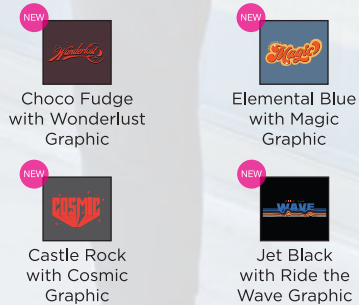 NEW
Wonderlust
Choco Fudge
with Wonderlust
Graphic
NEW
Magic
Elemental Blue
with Magic
Graphic
NEW
COSMIC
Castle Rock
with Cosmic
Graphic
NEW
WAVE
Jet Black
with Ride the
Wave Graphic